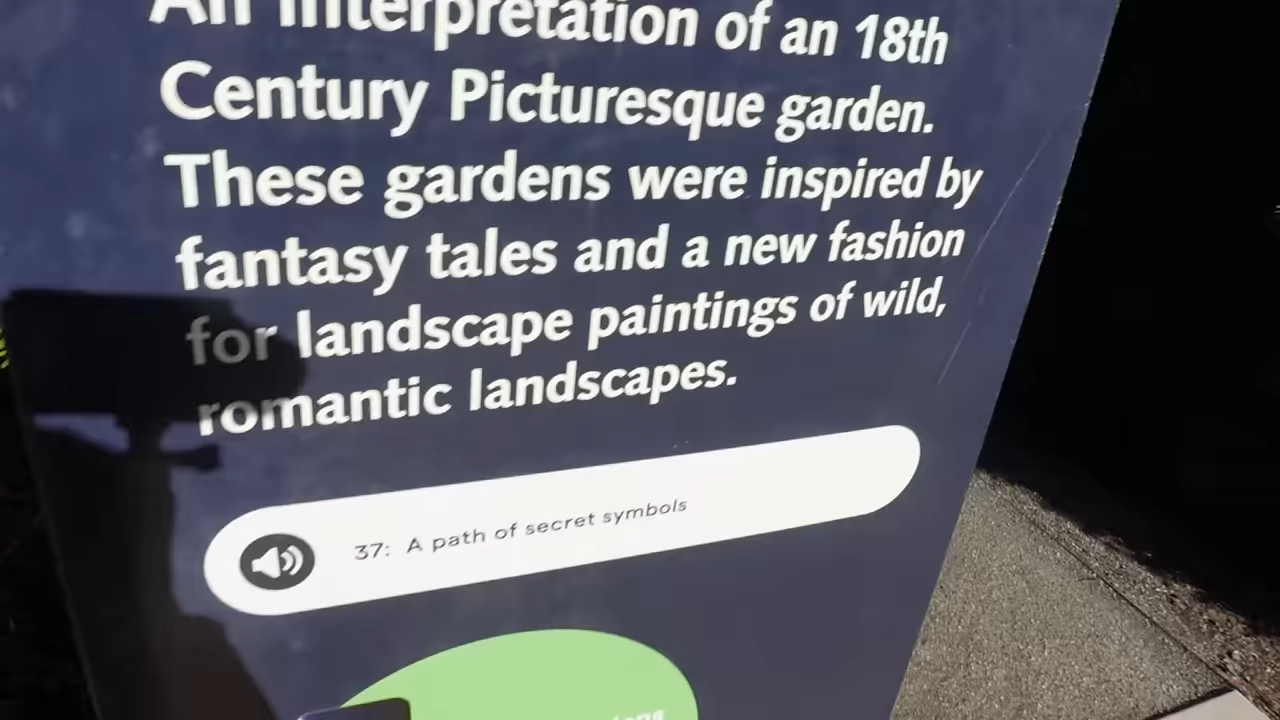 An interpretation of an 18th
Century Picturesque garden.
These gardens were inspired by
fantasy tales and a new fashion
for landscape paintings of wild,
romantic landscapes.
37: A path of secret symbols